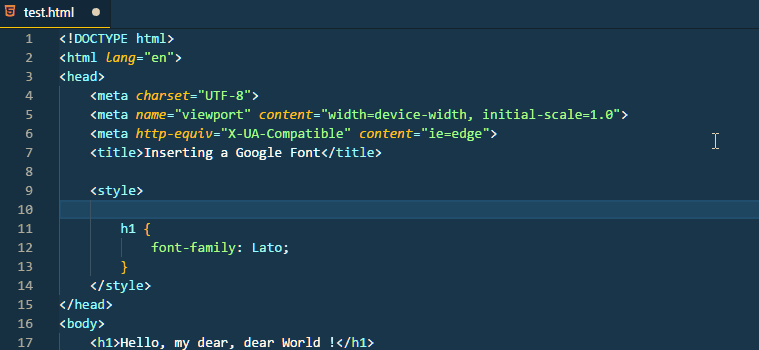 test.html
1 <!DOCTYPE html>
2 <html lang="en">
3 <head>
4 <meta charset="UTF-8">
5 <meta name="viewport" content="width=device-width, initial-scale=1.0">
6 <meta http-equiv="X-UA-Compatible" content="ie=edge">
7 <title>Inserting a Google Font</title>
8
9 <style>
10
11 h1 {
12 font-family: Lato;
13 }
14 </style>
15 </head>
16 <body>
17 <h1>Hello, my dear, dear World !</h1>